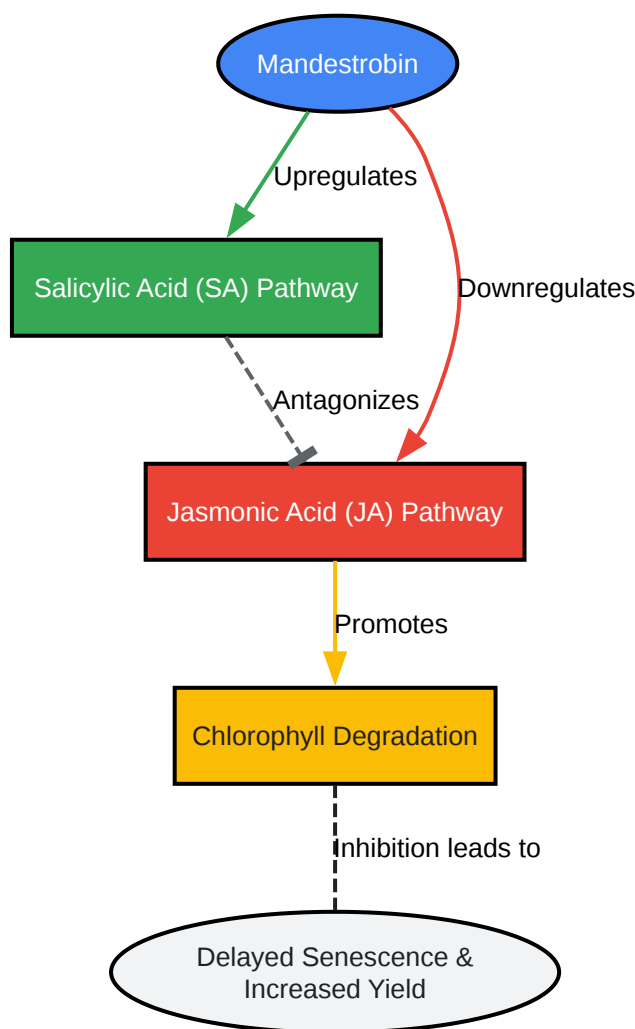 Mandestrobin
Upregulates
Salicylic Acid (SA) Pathway
Downregulates
Antagonizes
Jasmonic Acid (JA) Pathway
Promotes
Chlorophyll Degradation
Inhibition leads to
Delayed Senescence &
Increased Yield